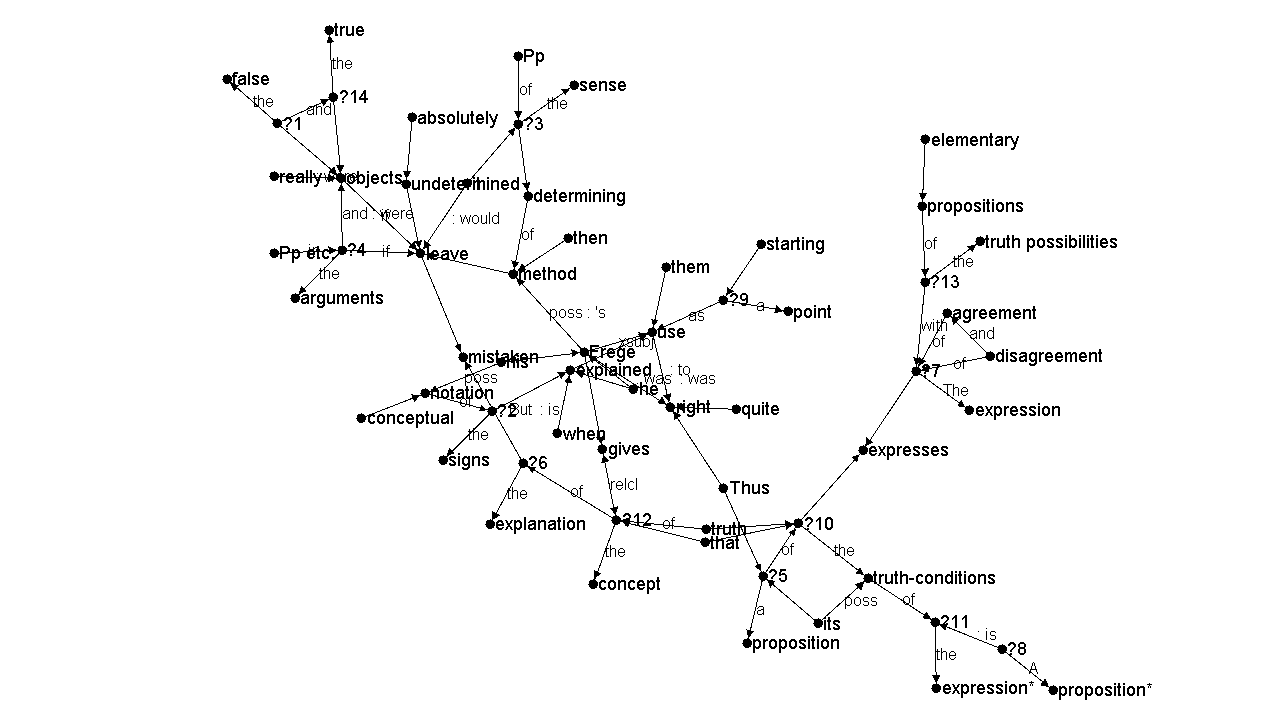 true
Pp
false
the
of
sense
the
the
?14
and
?1
absolutely
?3
elementary
really
objects
undetermined
determining
propositions
and : were
: would
of
then
starting
of
truth possibilities
Pp etc
?4
if
leave
method
them
the
?13
the
arguments
poss : 's
?9
a
point
as
use
with
agreement
of
and
xsubj
mistaken
his
Frege
disagreement
of
explained
: to
?7
poss
was : was
The
notation
of
he
conceptual
?2
But : is
right
quite
expression
the
when
signs
26
gives
expresses
the
of
relcl
Thus
explanation
?12
of
truth
?10
that
the
of
the
concept
?5
truth-conditions
a
poss
of
proposition
its
?11
: is
the
?8
A
expression*
proposition*